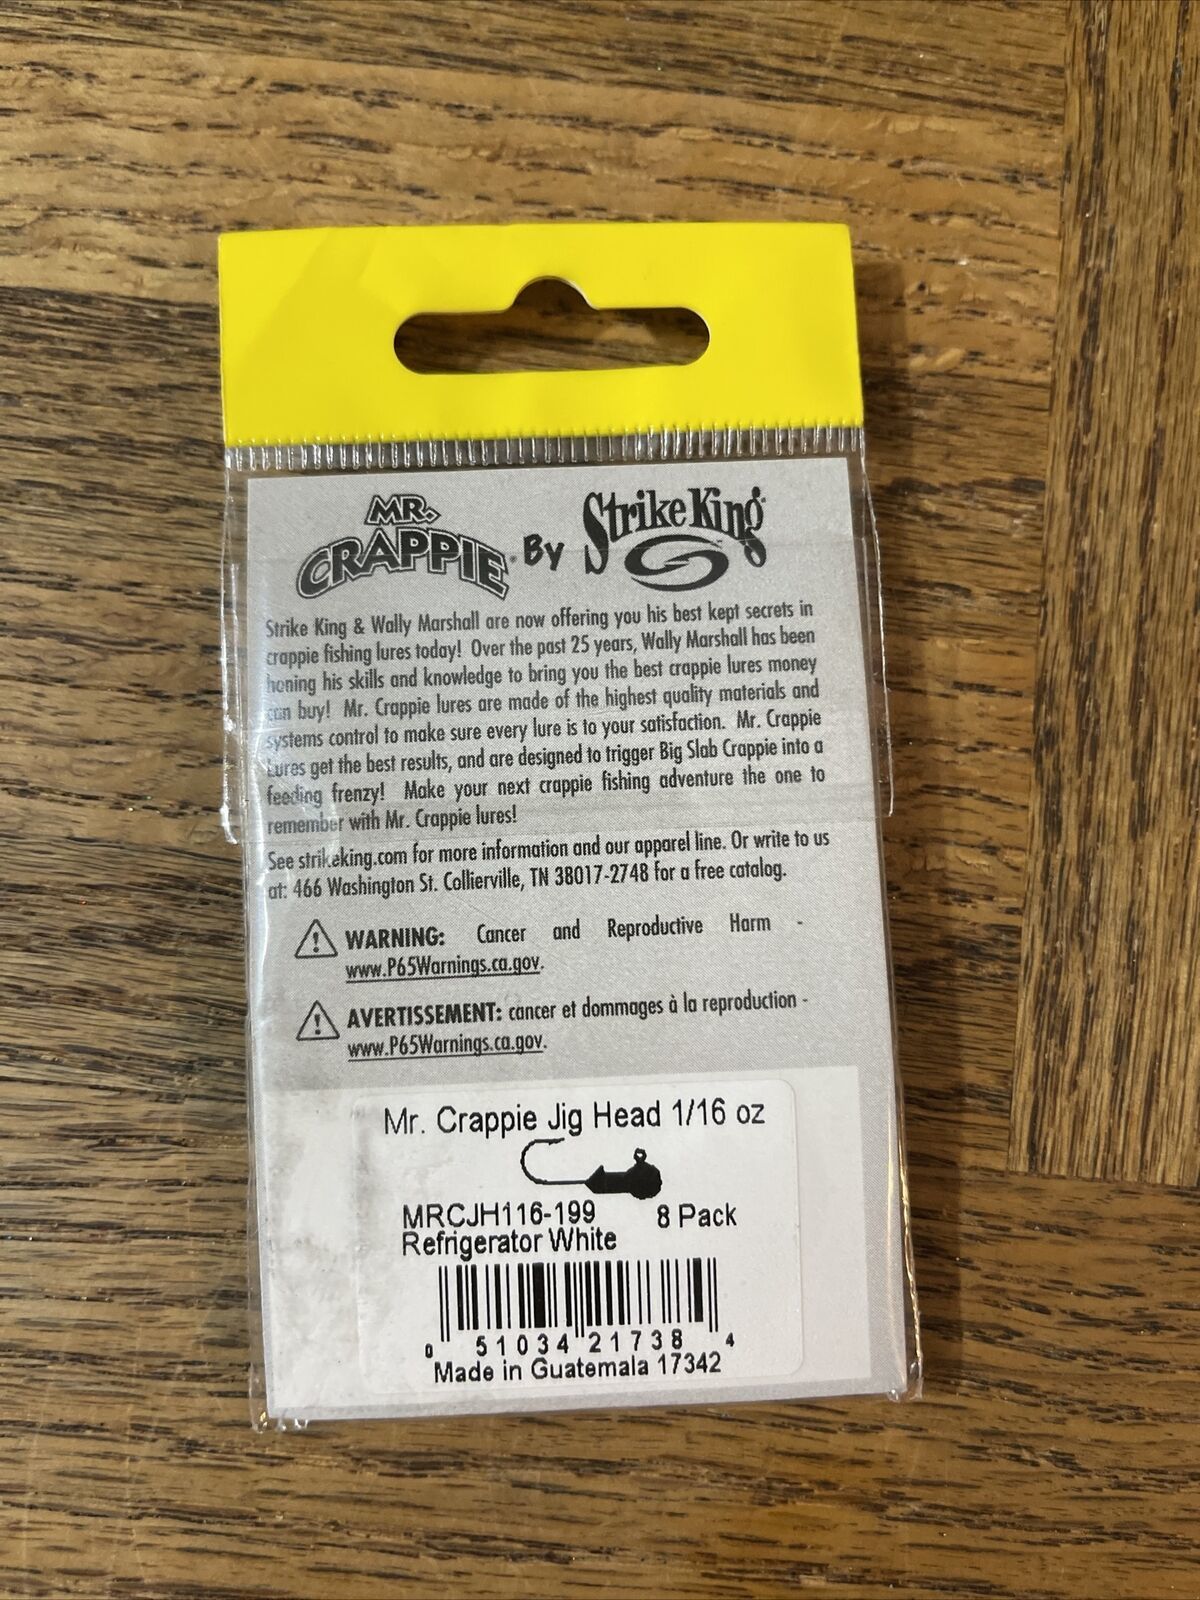 MR. CRAPPIE® By Strike King®
Strike King & Wally Marshall are now offering you his best kept secrets in
crappie fishing lures today! Over the past 25 years, Wally Marshall has been
honing his skills and knowledge to bring you the best crappie lures money
can buy! Mr. Crappie lures are made of the highest quality materials and
systems control to make sure every lure is to your satisfaction. Mr. Crappie
Lures get the best results, and are designed to trigger Big Slab Crappie into a
feeding frenzy! Make your next crappie fishing adventure the one to
remember with Mr. Crappie lures!
See strikeking.com for more information and our apparel line. Or write to us
at: 466 Washington St. Collierville, TN 38017-2748 for a free catalog.
WARNING: Cancer and Reproductive Harm -
www.P65Warnings.ca.gov.
AVERTISSEMENT: cancer et dommages à la reproduction -
www.P65Warnings.ca.gov.
Mr. Crappie Jig Head 1/16 oz
MRCJH116-199 8 Pack
Refrigerator White
0 51034 21738 4
Made in Guatemala 17342